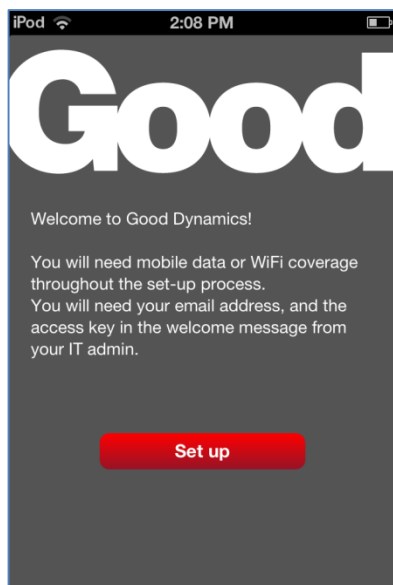 iPod 2:08 PM
Good
Welcome to Good Dynamics!
You will need mobile data or WiFi coverage
throughout the set-up process.
You will need your email address, and the
access key in the welcome message from
your IT admin.
Set up